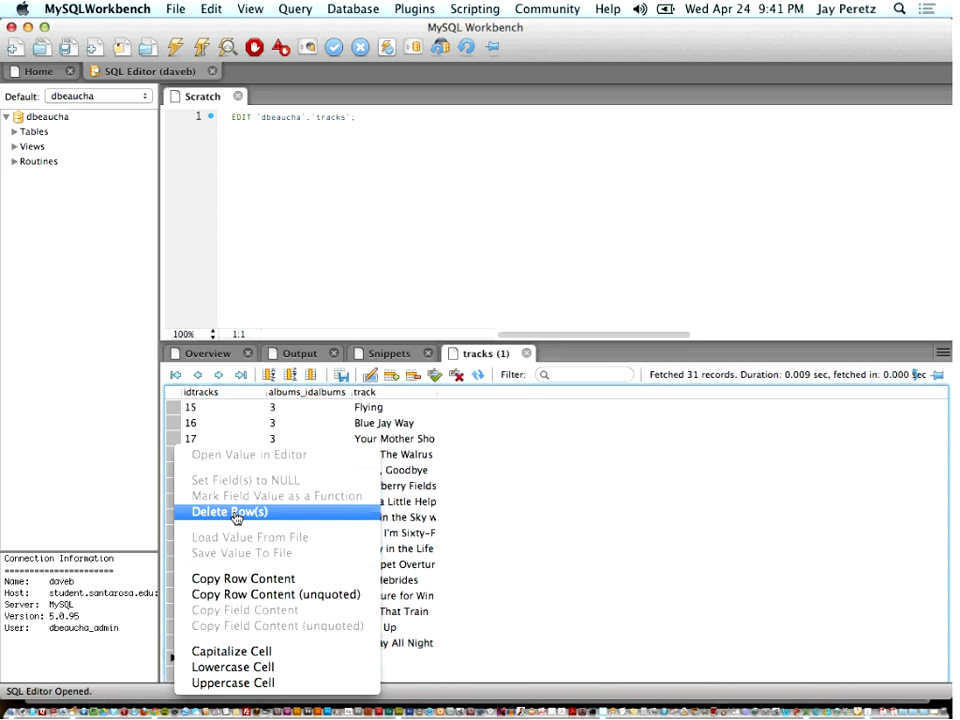 MySQLWorkbench File Edit View Query Database Plugins Scripting Community Help Wed Apr 24 9:41 PM Jay Peretz
MySQL Workbench
Home SQL Editor (daveb)
Default: dbeaucha
Scratch
dbeaucha
Tables
Views
Routines
1 EDIT `dbeaucha`.`tracks`;
100% 1:1
Overview Output Snippets tracks (1)
Filter: Fetched 31 records. Duration: 0.009 sec, fetched in: 0.000 sec
idtracks albums_idalbums track
15 3 Flying
16 3 Blue Jay Way
17 3 Your Mother Sho
The Walrus
, Goodbye
berry Fields
a Little Help
in the Sky w
I'm Sixty-F
y in the Life
pet Overtur
Hebrides
ure for Win
That Train
Up
ay All Night
Open Value in Editor
Set Field(s) to NULL
Mark Field Value as a Function
Delete Row(s)
Load Value From File
Save Value To File
Copy Row Content
Copy Row Content (unquoted)
Copy Field Content
Copy Field Content (unquoted)
Capitalize Cell
Lowercase Cell
Uppercase Cell
Connection Information
Name: daveb
Host: student.santarosa.edu:
Server: MySQL
Version: 5.0.95
User: dbeaucha_admin
SQL Editor Opened.